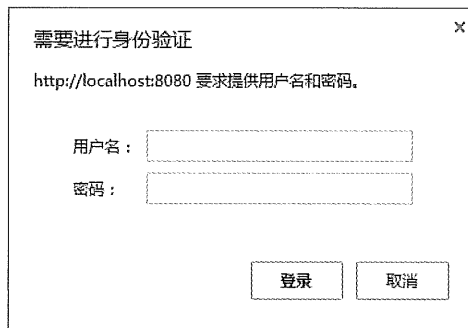 需要进行身份验证
×
http://localhost:8080 要求提供用户名和密码。
用户名：
密码：
登录 取消